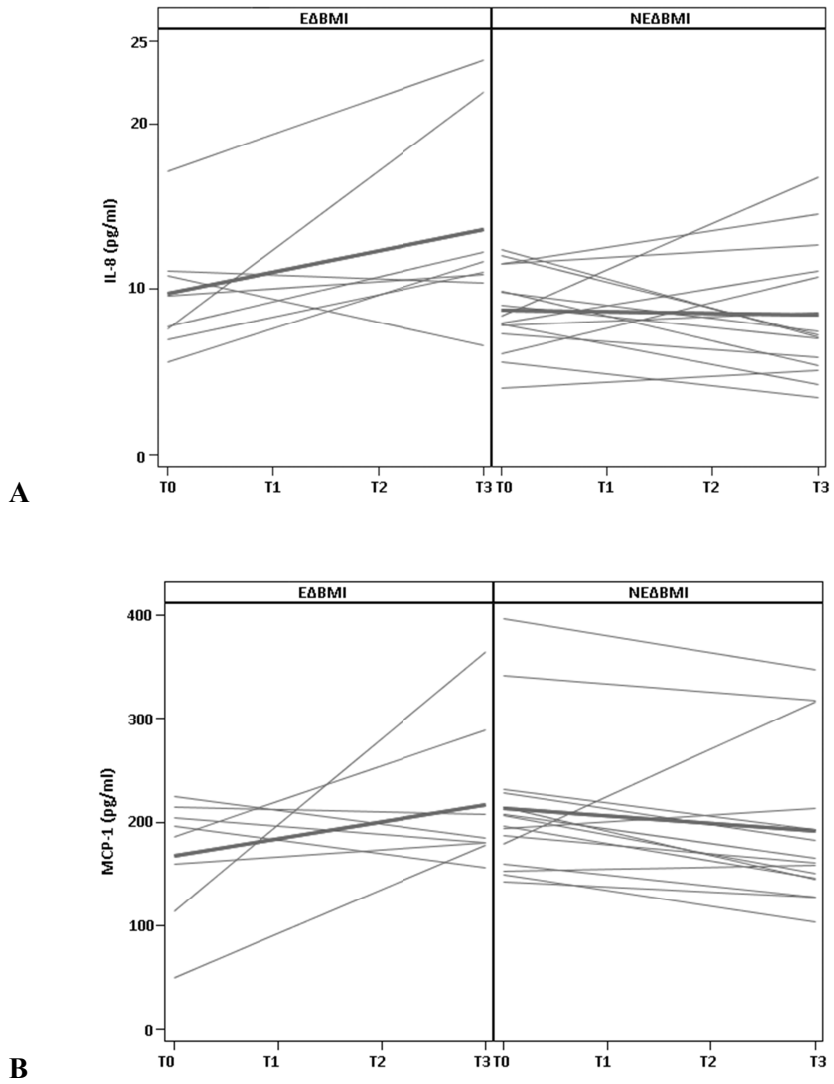 EΔBMI NEΔBMI
25
20
10
0
IL-8 (pg/ml)
T0 T1 T2 T3 T0 T1 T2 T3
A
EΔBMI NEΔBMI
400
300
200
100
0
MCP-1 (pg/ml)
T0 T1 T2 T3 T0 T1 T2 T3
B